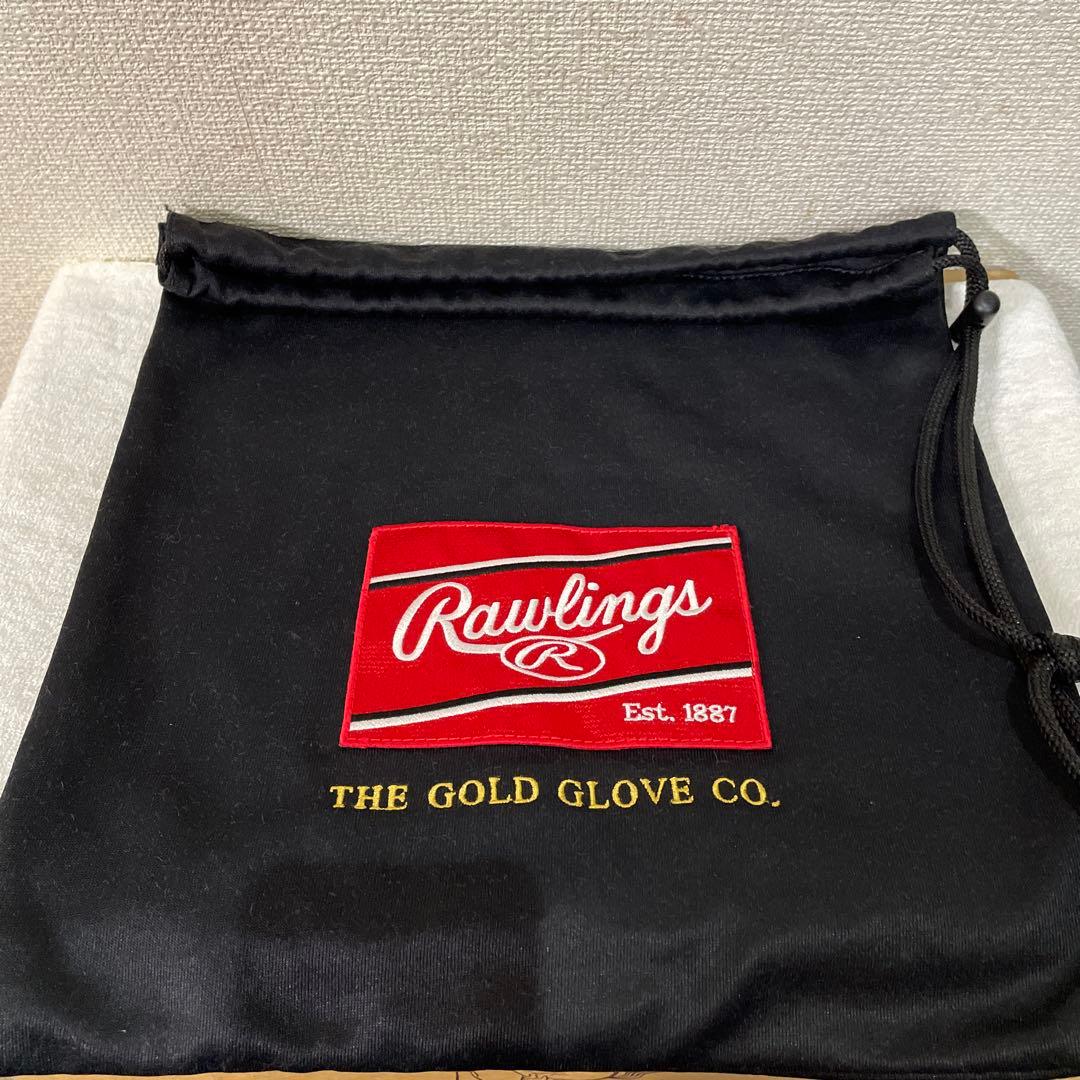 Rawlings
R
Est. 1887
THE GOLD GLOVE CO.